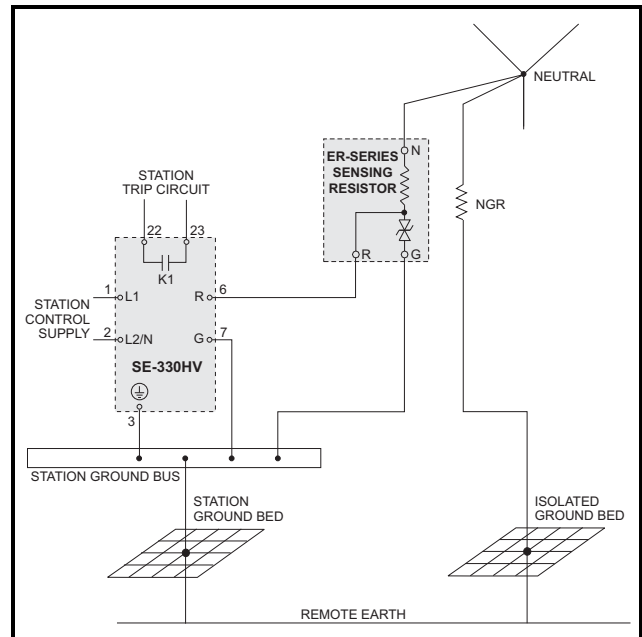 NEUTRAL
ER-SERIES
SENSING
RESISTOR
N
R
G
NGR
STATION
TRIP CIRCUIT
22
23
K1
1
L1
R
6
STATION
CONTROL
SUPPLY
2
L2/N
G
7
SE-330HV
3
STATION GROUND BUS
STATION
GROUND BED
ISOLATED
GROUND BED
REMOTE EARTH